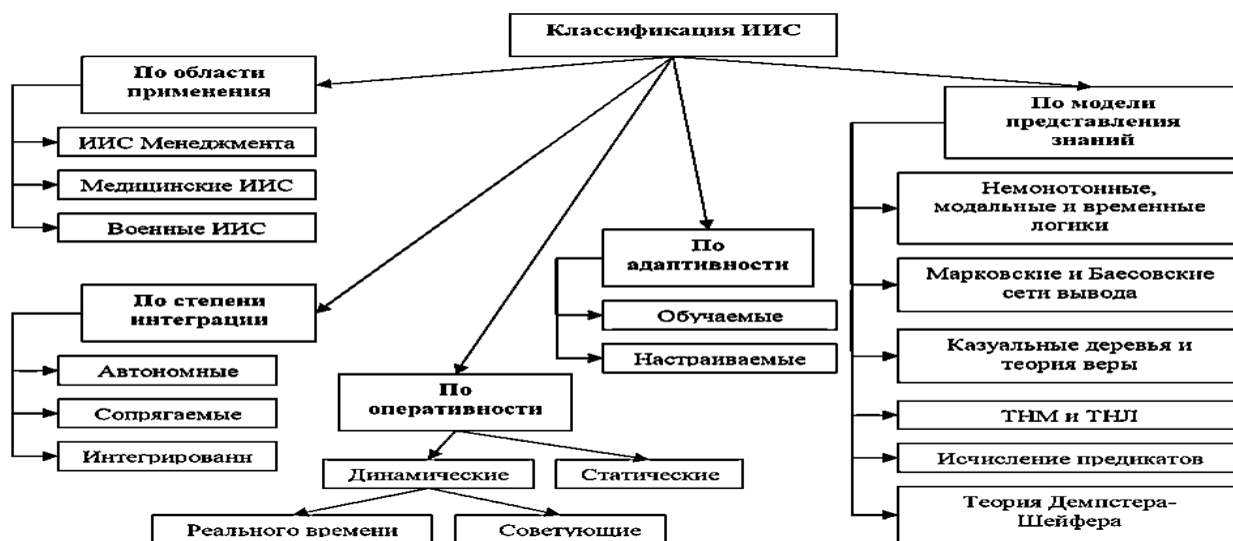 Классификация ИИС
По области
применения
ИИС Менеджмента
Медицинские ИИС
Военные ИИС
По степени
интеграции
Автономные
Сопрягаемые
Интегрированн
По
оперативности
Динамические
Статические
Реального времени
Советующие
По
адаптивности
Обучаемые
Настраиваемые
По модели
представления
знаний
Немонотонные,
модальные и временные
логики
Марковские и Баесовские
сети вывода
Казуальные деревья и
теория веры
ТНМ и ТНЛ
Исчисление предикатов
Теория Демпстера-
Шейфера